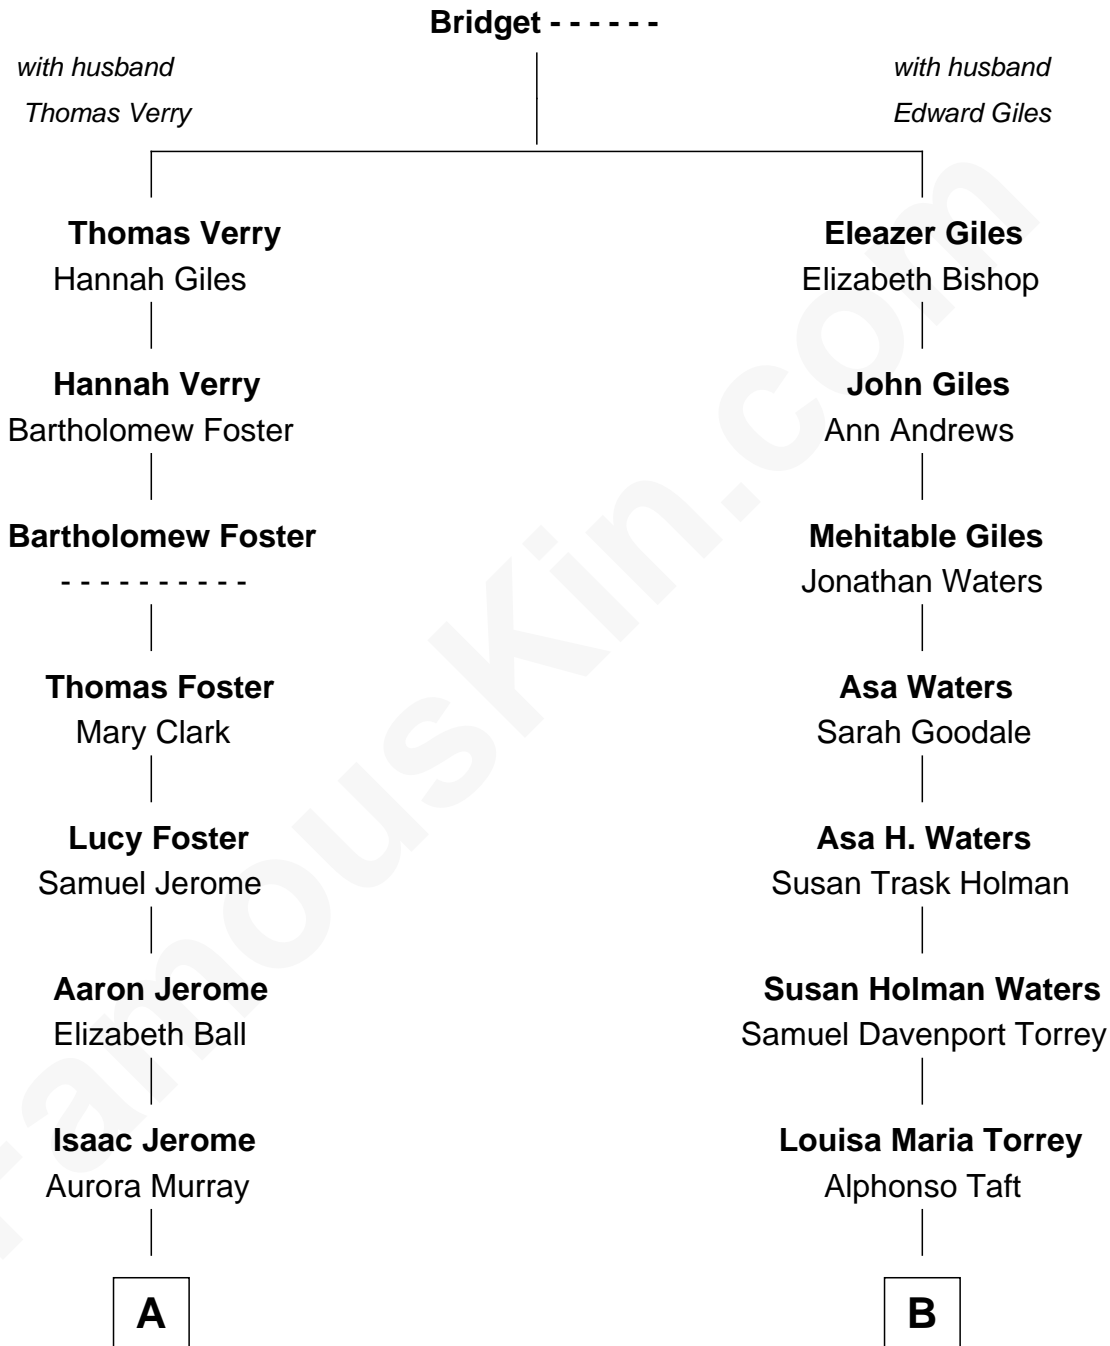 Bridget - - - - - -
with husband
Thomas Verry
with husband
Edward Giles
Thomas Verry
Hannah Giles
Hannah Verry
Bartholomew Foster
Bartholomew Foster
- - - - - - - - - -
Thomas Foster
Mary Clark
Lucy Foster
Samuel Jerome
Aaron Jerome
Elizabeth Ball
Isaac Jerome
Aurora Murray
A
Eleazer Giles
Elizabeth Bishop
John Giles
Ann Andrews
Mehitable Giles
Jonathan Waters
Asa Waters
Sarah Goodale
Asa H. Waters
Susan Trask Holman
Susan Holman Waters
Samuel Davenport Torrey
Louisa Maria Torrey
Alphonso Taft
B
FamousKin.com